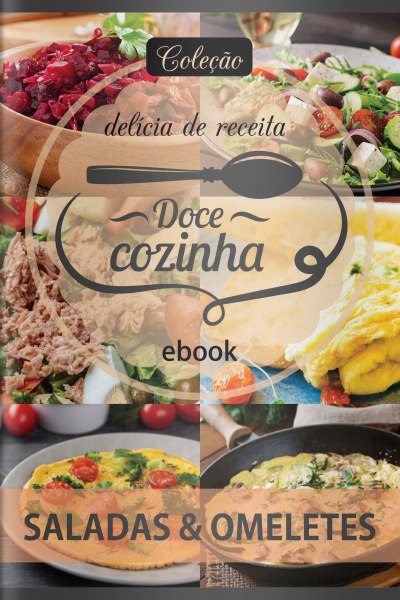 Coleção
delícia de receita
Doce
cozinha
ebook
SALADAS & OMELETES